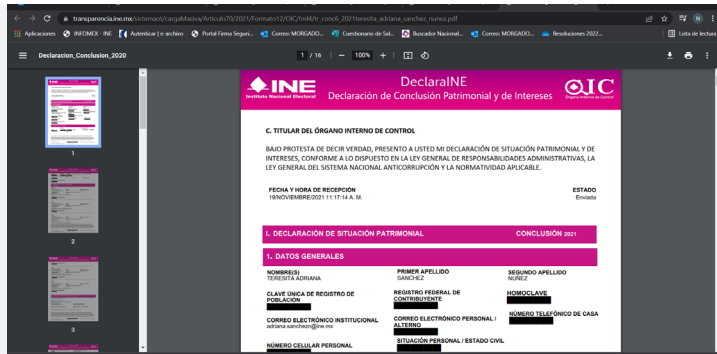 transparencia.ine.mx/sistemaot/cargaMasiva/Articulo70/2021/Formato12/OIC/tml4/tr_conc6_2021teresita_adriana_sanchez_nunez.pdf
Aplicaciones INFOMEX - INE Autenticar | e-archivo Portal Firma Seguri... Correo: MORGADO... Cuestionario de Sal... Buscador Nacional... Correo: MORGADO... Resoluciones 2022... Lista de lectura
Declaracion_Conclusion_2020 1 / 16 100%
INE
Instituto Nacional Electoral
DeclaraINE
Declaración de Conclusión Patrimonial y de Intereses
OIC
Órgano Interno de Control
C. TITULAR DEL ÓRGANO INTERNO DE CONTROL
BAJO PROTESTA DE DECIR VERDAD, PRESENTO A USTED MI DECLARACIÓN DE SITUACIÓN PATRIMONIAL Y DE
INTERESES, CONFORME A LO DISPUESTO EN LA LEY GENERAL DE RESPONSABILIDADES ADMINISTRATIVAS, LA
LEY GENERAL DEL SISTEMA NACIONAL ANTICORRUPCIÓN Y LA NORMATIVIDAD APLICABLE.
FECHA Y HORA DE RECEPCIÓN ESTADO
19/NOVIEMBRE/2021 11:17:14 A. M. Enviada
I. DECLARACIÓN DE SITUACIÓN PATRIMONIAL CONCLUSIÓN 2021
1. DATOS GENERALES
NOMBRE(S) PRIMER APELLIDO SEGUNDO APELLIDO
TERESITA ADRIANA SANCHEZ NUÑEZ
CLAVE ÚNICA DE REGISTRO DE POBLACIÓN REGISTRO FEDERAL DE CONTRIBUYENTE HOMOCLAVE
CORREO ELECTRÓNICO INSTITUCIONAL CORREO ELECTRÓNICO PERSONAL / ALTERNO NÚMERO TELEFÓNICO DE CASA
adriana.sanchezn@ine.mx
NÚMERO CELULAR PERSONAL SITUACIÓN PERSONAL / ESTADO CIVIL
1
2
3